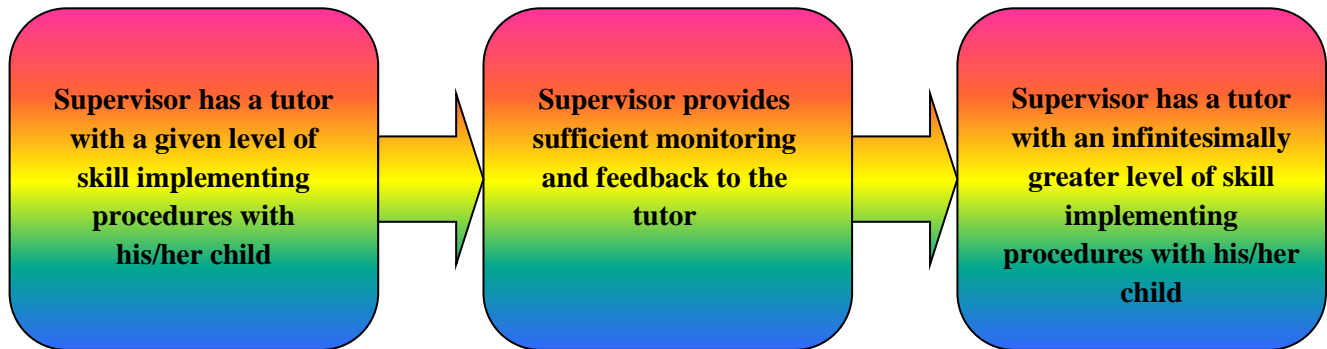 Supervisor has a tutor
with a given level of
skill implementing
procedures with
his/her child
Supervisor provides
sufficient monitoring
and feedback to the
tutor
Supervisor has a tutor
with an infinitesimally
greater level of skill
implementing
procedures with his/her
child